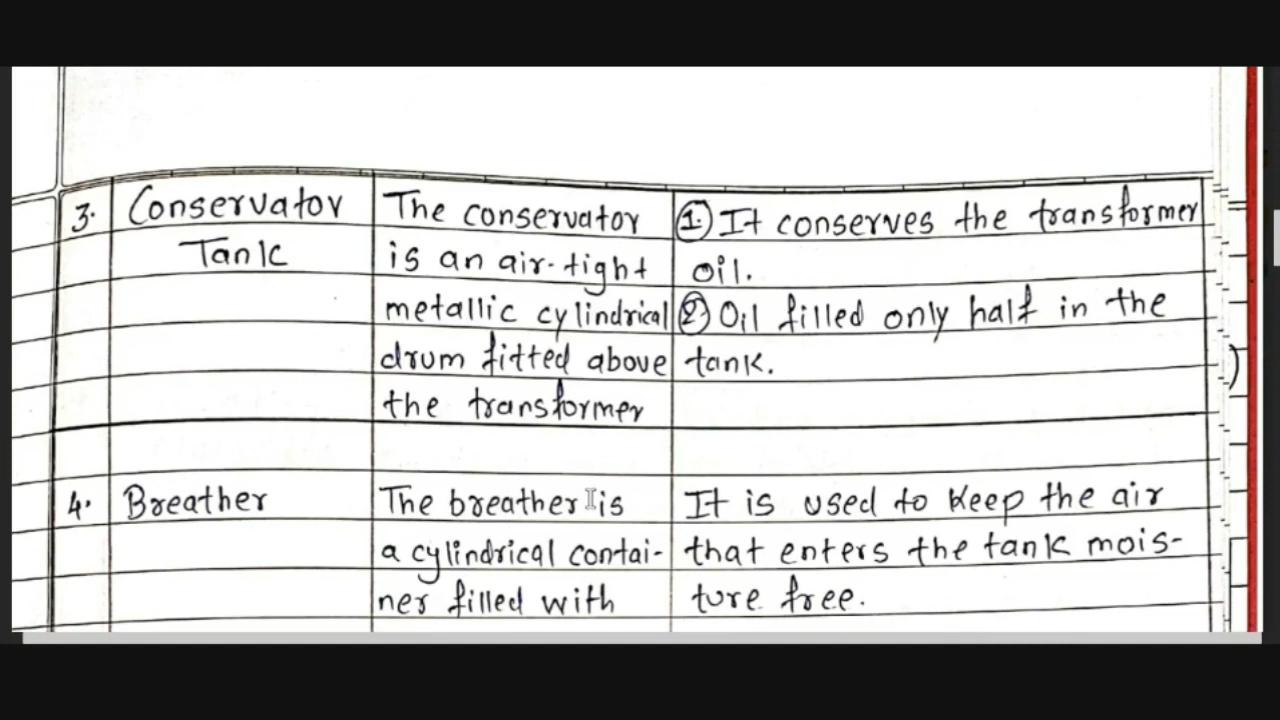 3. Conservator The conservator ① It conserves the transformer
Tank is an air-tight oil.
metallic cylindrical ② Oil filled only half in the
drum fitted above tank.
the transformer
4. Breather The breather is It is used to keep the air
a cylindrical contai- that enters the tank mois-
ner filled with ture free.